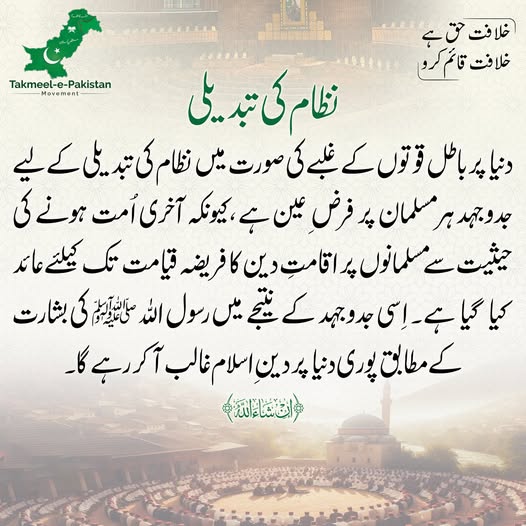 Takmeel-e-Pakistan
Movement
خلافت حق ہے
خلافت قائم کرو
نظام کی تبدیلی
دنیا پر باطل قوتوں کے غلبے کی صورت میں نظام کی تبدیلی کے لیے
جدوجہد ہر مسلمان پر فرضِ عین ہے، کیونکہ آخری اُمت ہونے کی
حیثیت سے مسلمانوں پر اقامتِ دین کا فریضہ قیامت تک کیلئے عائد
کیا گیا ہے۔ اِسی جدوجہد کے نتیجے میں رسول اللہ ﷺ کی بشارت
کے مطابق پوری دنیا پر دینِ اسلام غالب آ کر رہے گا۔
﴿اِنْ شَاءَ اللّٰهُ﴾